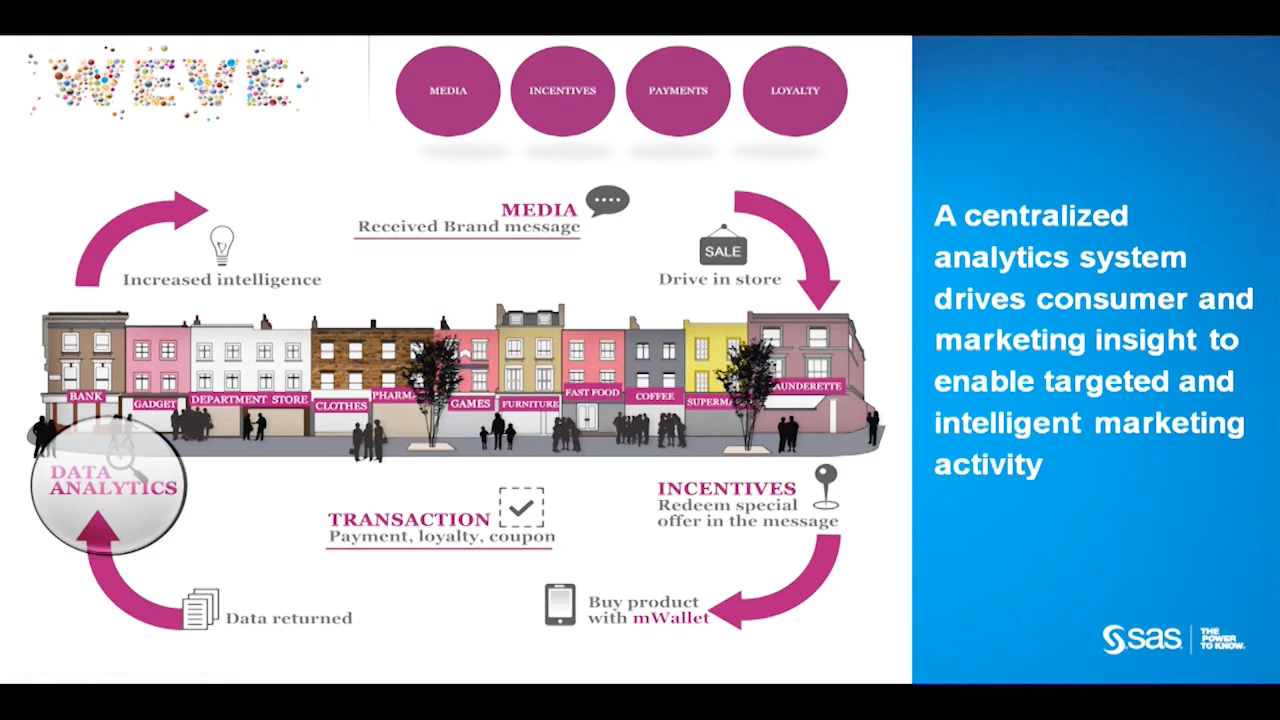 WEVE
MEDIA
INCENTIVES
PAYMENTS
LOYALTY
MEDIA
Received Brand message
SALE
Drive in store
Increased intelligence
BANK
GADGET
DEPARTMENT STORE
CLOTHES
PHARMA
GAMES
FURNITURE
FAST FOOD
COFFEE
SUPERMA
AUNDERETTE
DATA
ANALYTICS
TRANSACTION
Payment, loyalty, coupon
INCENTIVES
Redeem special
offer in the message
Buy product
with mWallet
Data returned
A centralized
analytics system
drives consumer and
marketing insight to
enable targeted and
intelligent marketing
activity
sas
THE
POWER
TO KNOW.